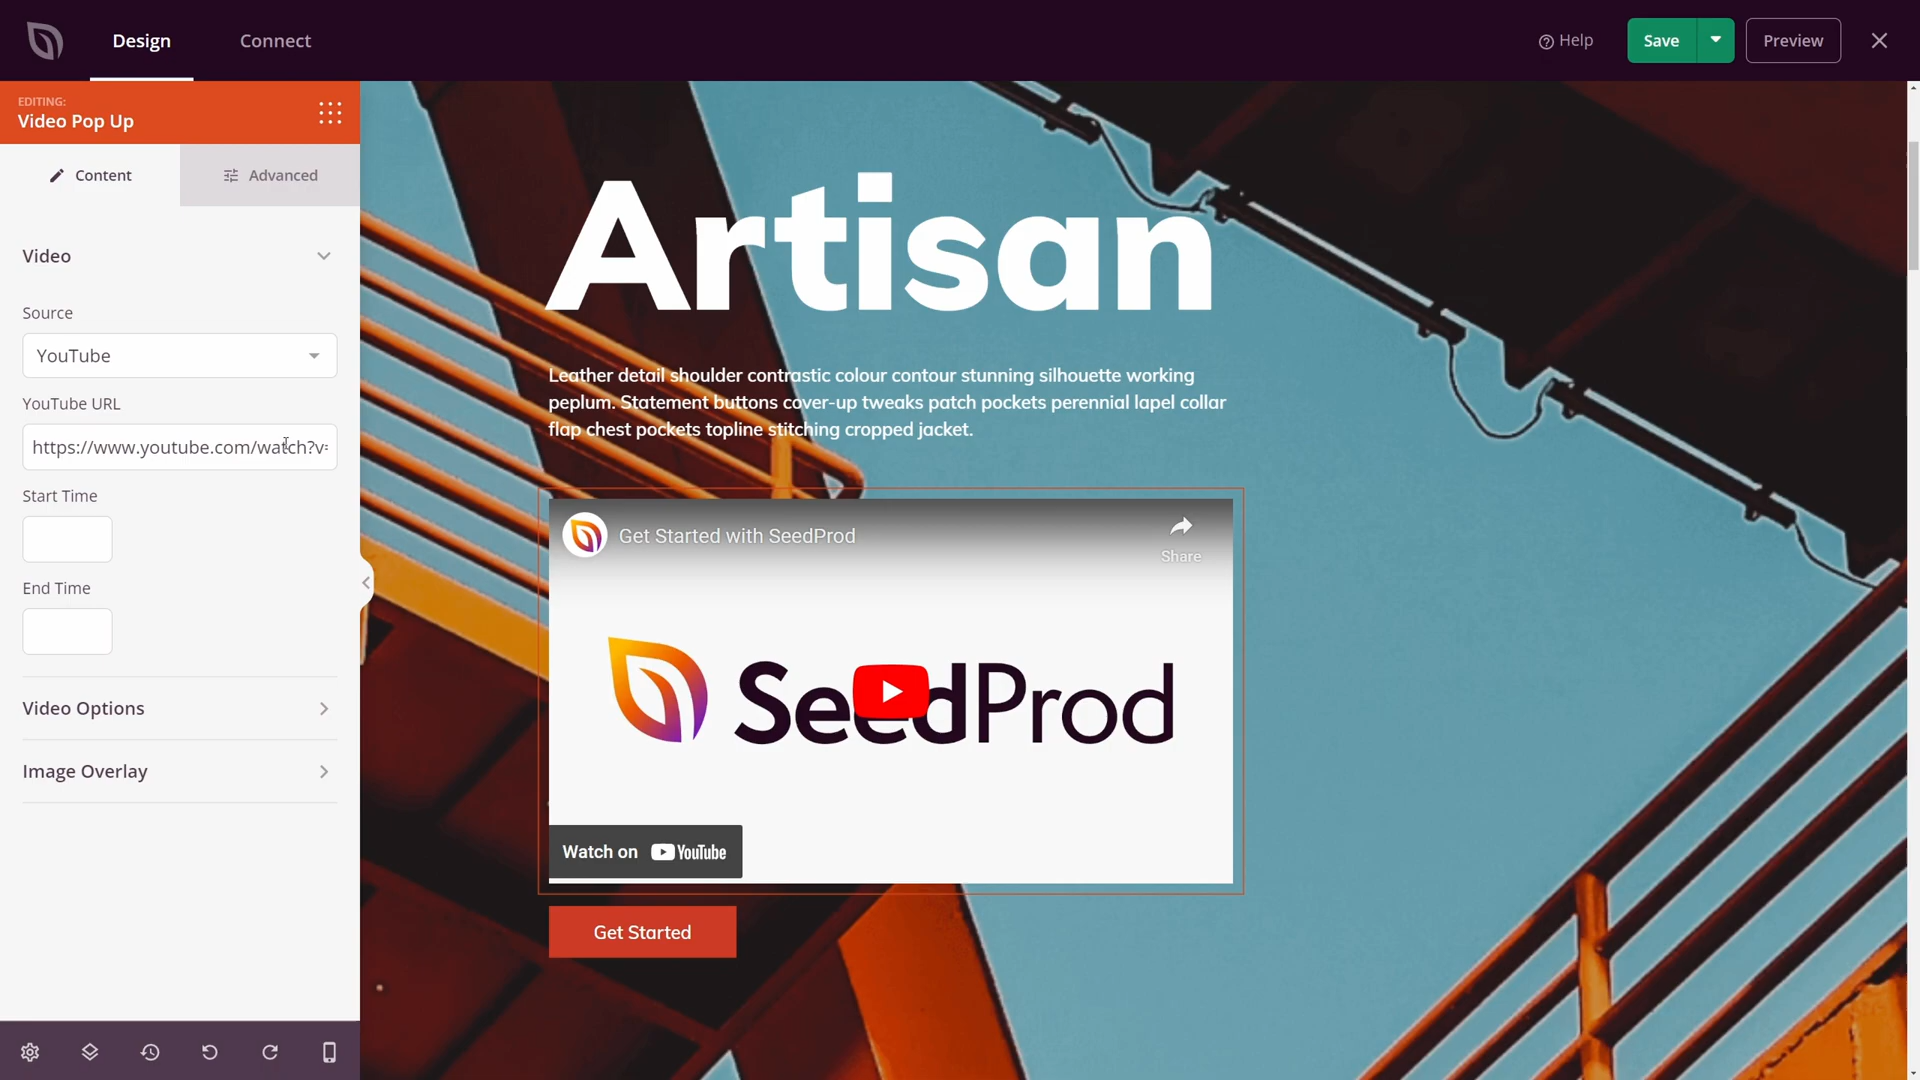 Design
Connect
Help
Save
Preview
EDITING:
Video Pop Up
Content
Advanced
Video
Source
YouTube
YouTube URL
https://www.youtube.com/watch?v=
Start Time
End Time
Video Options
Image Overlay
Artisan
Leather detail shoulder contrastic colour contour stunning silhouette working
peplum. Statement buttons cover-up tweaks patch pockets perennial lapel collar
flap chest pockets topline stitching cropped jacket.
Get Started with SeedProd
Share
SeedProd
Watch on YouTube
Get Started